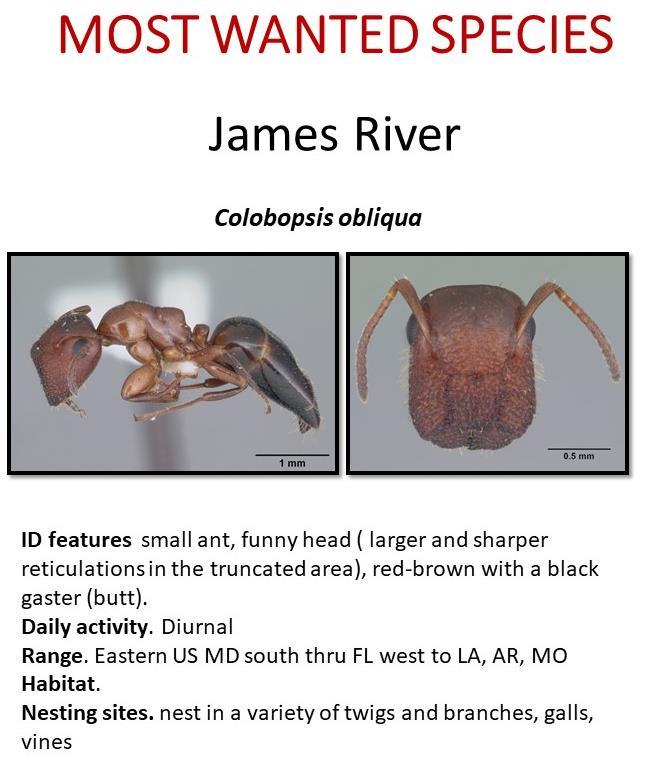 MOST WANTED SPECIES
James River
Colobopsis obliqua
1 mm
0.5 mm
ID features small ant, funny head ( larger and sharper
reticulations in the truncated area), red-brown with a black
gaster (butt).
Daily activity. Diurnal
Range. Eastern US MD south thru FL west to LA, AR, MO
Habitat.
Nesting sites. nest in a variety of twigs and branches, galls,
vines